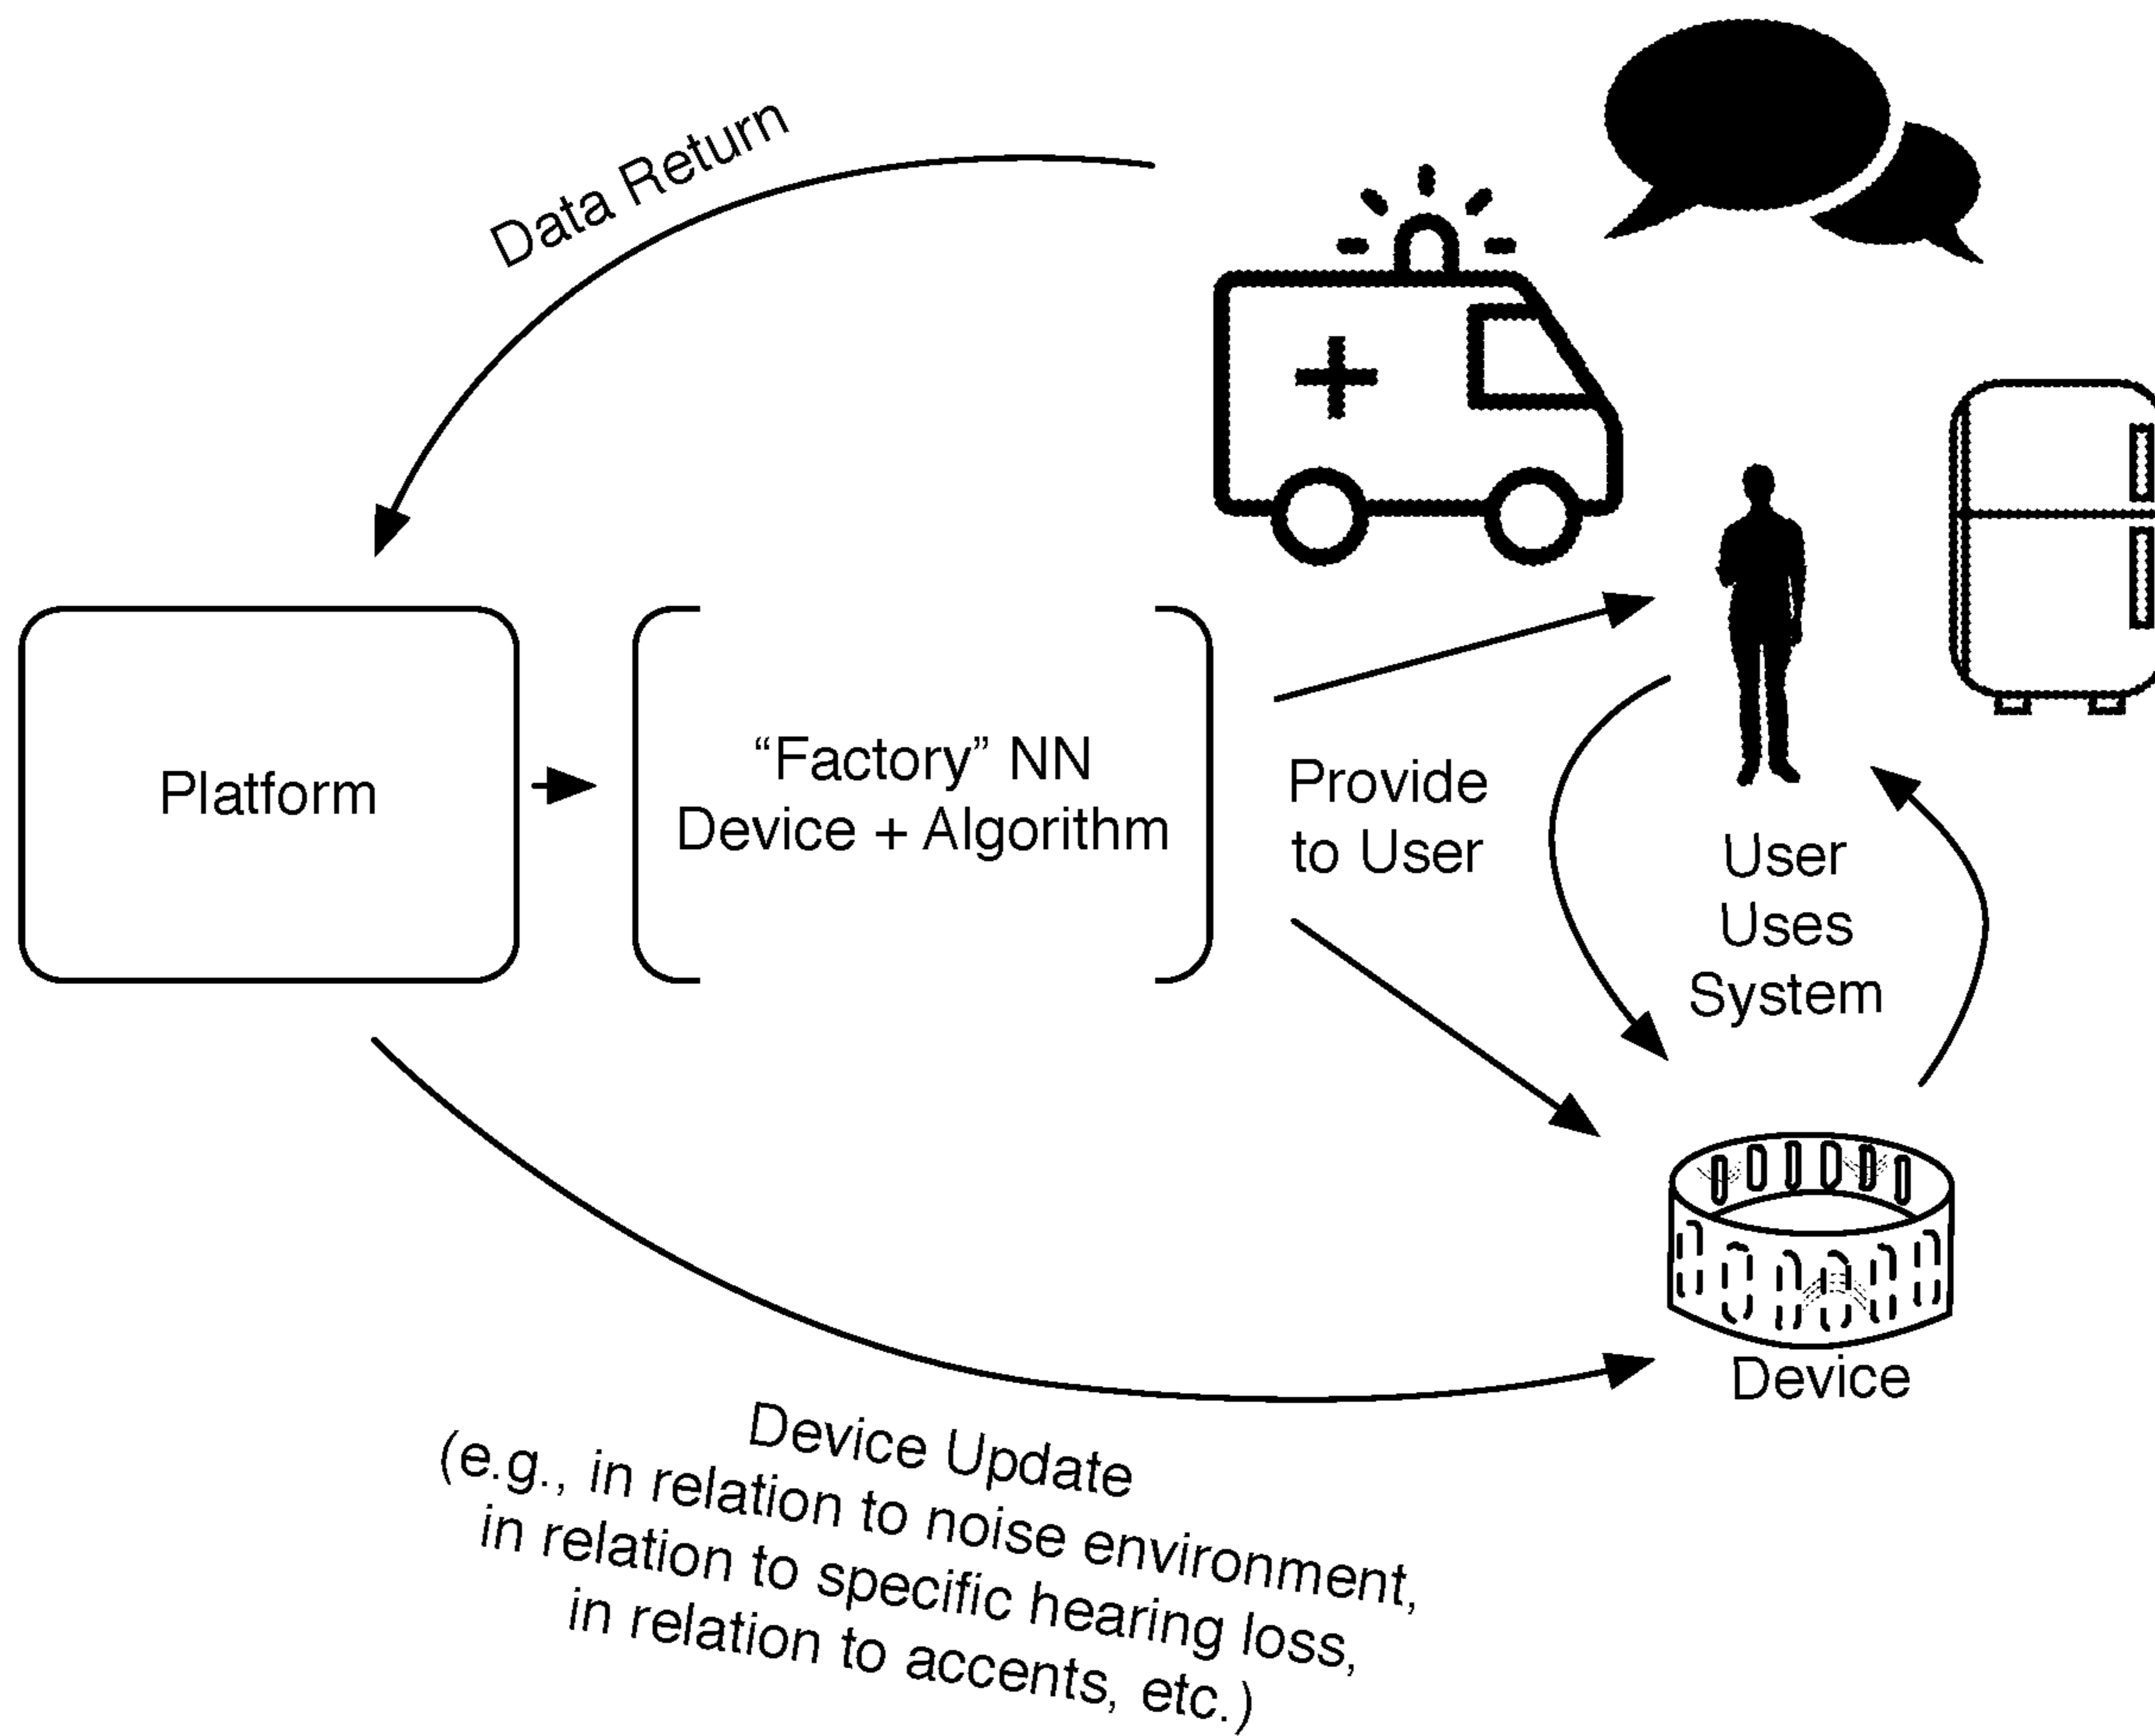 Data Return
Platform
“Factory” NN
Device + Algorithm
Provide
to User
User
Uses
System
Device
Device Update
(e.g., in relation to noise environment,
in relation to specific hearing loss,
in relation to accents, etc.)